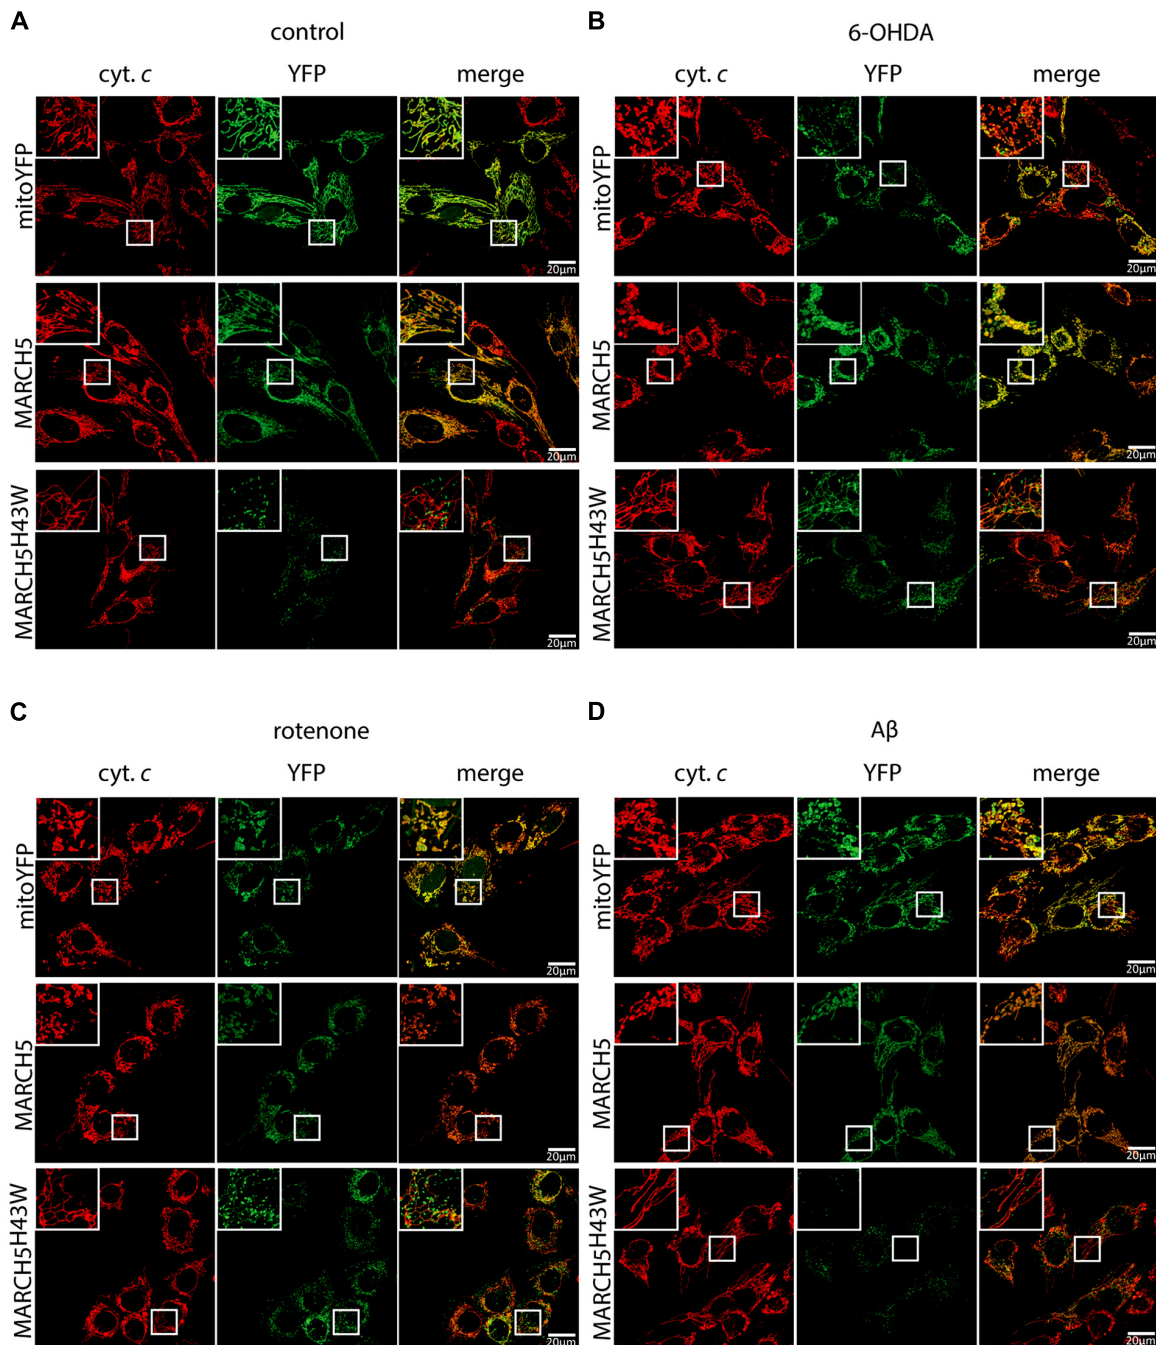 A
control
cyt. c YFP merge
mitoYFP
20μm
MARCH5
20μm
MARCH5H43W
20μm
B
6-OHDA
cyt. c YFP merge
mitoYFP
20μm
MARCH5
20μm
MARCH5H43W
20μm
C
rotenone
cyt. c YFP merge
mitoYFP
20μm
MARCH5
20μm
MARCH5H43W
20μm
D
Aβ
cyt. c YFP merge
mitoYFP
20μm
MARCH5
20μm
MARCH5H43W
20μm